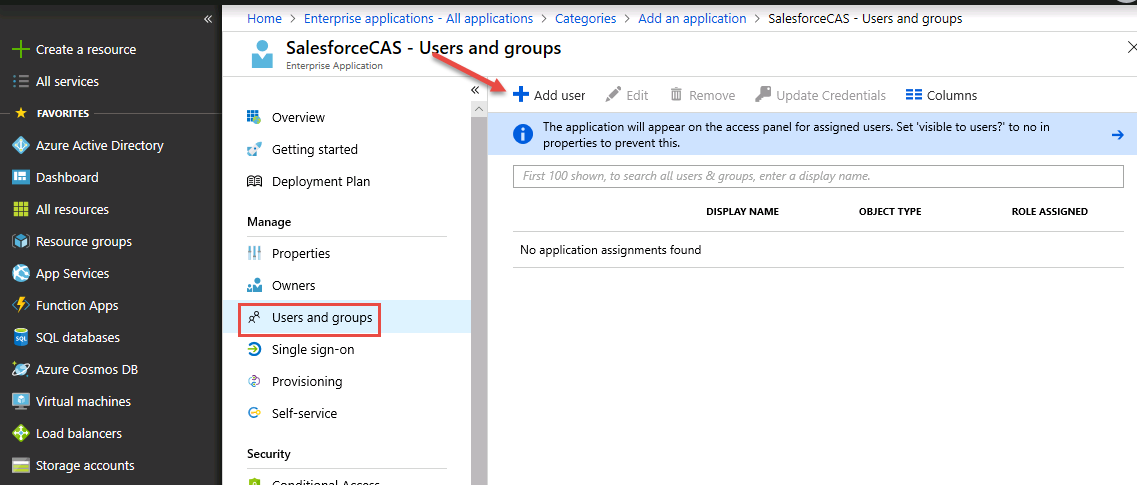 Create a resource
All services
FAVORITES
Azure Active Directory
Dashboard
All resources
Resource groups
App Services
Function Apps
SQL databases
Azure Cosmos DB
Virtual machines
Load balancers
Storage accounts
Home > Enterprise applications - All applications > Categories > Add an application > SalesforceCAS - Users and groups
SalesforceCAS - Users and groups
Enterprise Application
Overview
Getting started
Deployment Plan
Manage
Properties
Owners
Users and groups
Single sign-on
Provisioning
Self-service
Security
Conditional Access
Add user Edit Remove Update Credentials Columns
The application will appear on the access panel for assigned users. Set 'visible to users?' to no in
properties to prevent this.
First 100 shown, to search all users & groups, enter a display name.
DISPLAY NAME OBJECT TYPE ROLE ASSIGNED
No application assignments found